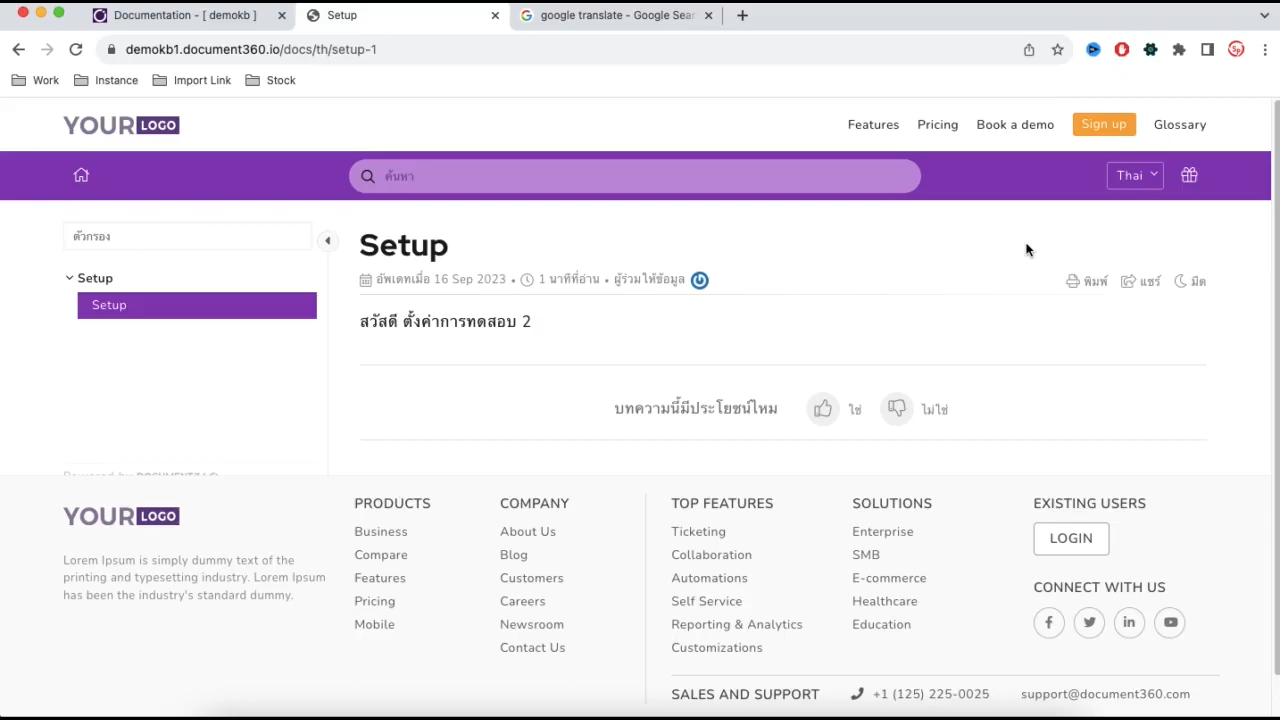 Documentation - [ demokb ]
Setup
google translate - Google Sear
demokb1.document360.io/docs/th/setup-1
Work
Instance
Import Link
Stock
YOUR LOGO
Features
Pricing
Book a demo
Sign up
Glossary
ค้นหา
Thai
ตัวกรอง
Setup
Setup
Setup
อัพเดทเมื่อ 16 Sep 2023 • 1 นาทีที่อ่าน • ผู้ร่วมให้ข้อมูล
พิมพ์
แชร์
มืด
สวัสดี ตั้งค่าการทดสอบ 2
บทความนี้มีประโยชน์ไหม
ใช่
ไม่ใช่
YOUR LOGO
Lorem Ipsum is simply dummy text of the
printing and typesetting industry. Lorem Ipsum
has been the industry's standard dummy.
PRODUCTS
Business
Compare
Features
Pricing
Mobile
COMPANY
About Us
Blog
Customers
Careers
Newsroom
Contact Us
TOP FEATURES
Ticketing
Collaboration
Automations
Self Service
Reporting & Analytics
Customizations
SOLUTIONS
Enterprise
SMB
E-commerce
Healthcare
Education
EXISTING USERS
LOGIN
CONNECT WITH US
SALES AND SUPPORT
+1 (125) 225-0025
support@document360.com